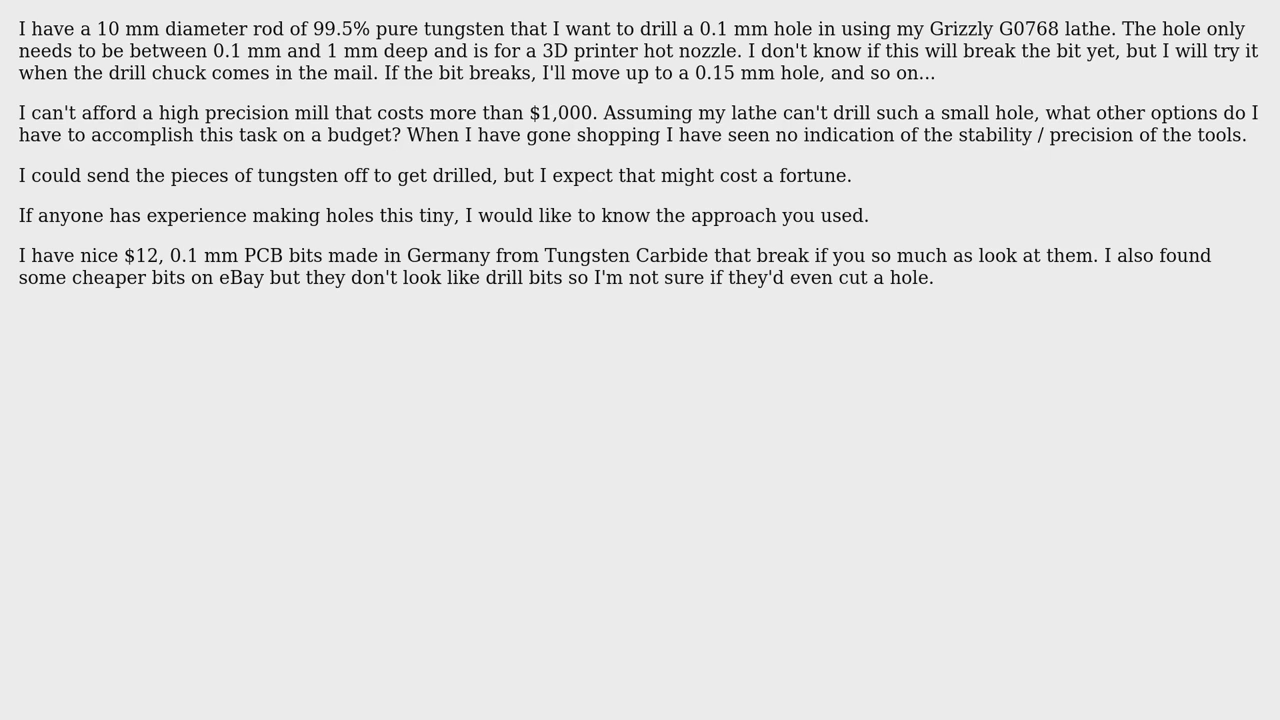 I have a 10 mm diameter rod of 99.5% pure tungsten that I want to drill a 0.1 mm hole in using my Grizzly G0768 lathe. The hole only
needs to be between 0.1 mm and 1 mm deep and is for a 3D printer hot nozzle. I don't know if this will break the bit yet, but I will try it
when the drill chuck comes in the mail. If the bit breaks, I'll move up to a 0.15 mm hole, and so on...
I can't afford a high precision mill that costs more than $1,000. Assuming my lathe can't drill such a small hole, what other options do I
have to accomplish this task on a budget? When I have gone shopping I have seen no indication of the stability / precision of the tools.
I could send the pieces of tungsten off to get drilled, but I expect that might cost a fortune.
If anyone has experience making holes this tiny, I would like to know the approach you used.
I have nice $12, 0.1 mm PCB bits made in Germany from Tungsten Carbide that break if you so much as look at them. I also found
some cheaper bits on eBay but they don't look like drill bits so I'm not sure if they'd even cut a hole.